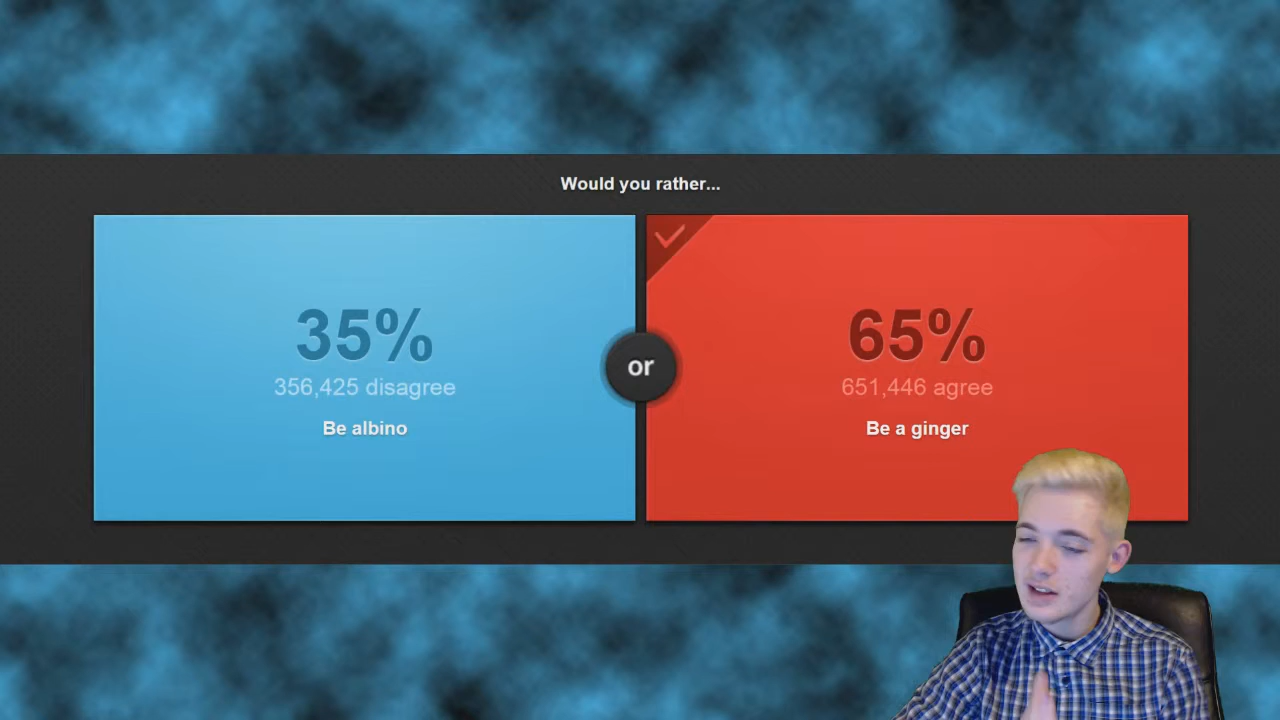 Would you rather...
35%
356,425 disagree
Be albino
or
65%
651,446 agree
Be a ginger